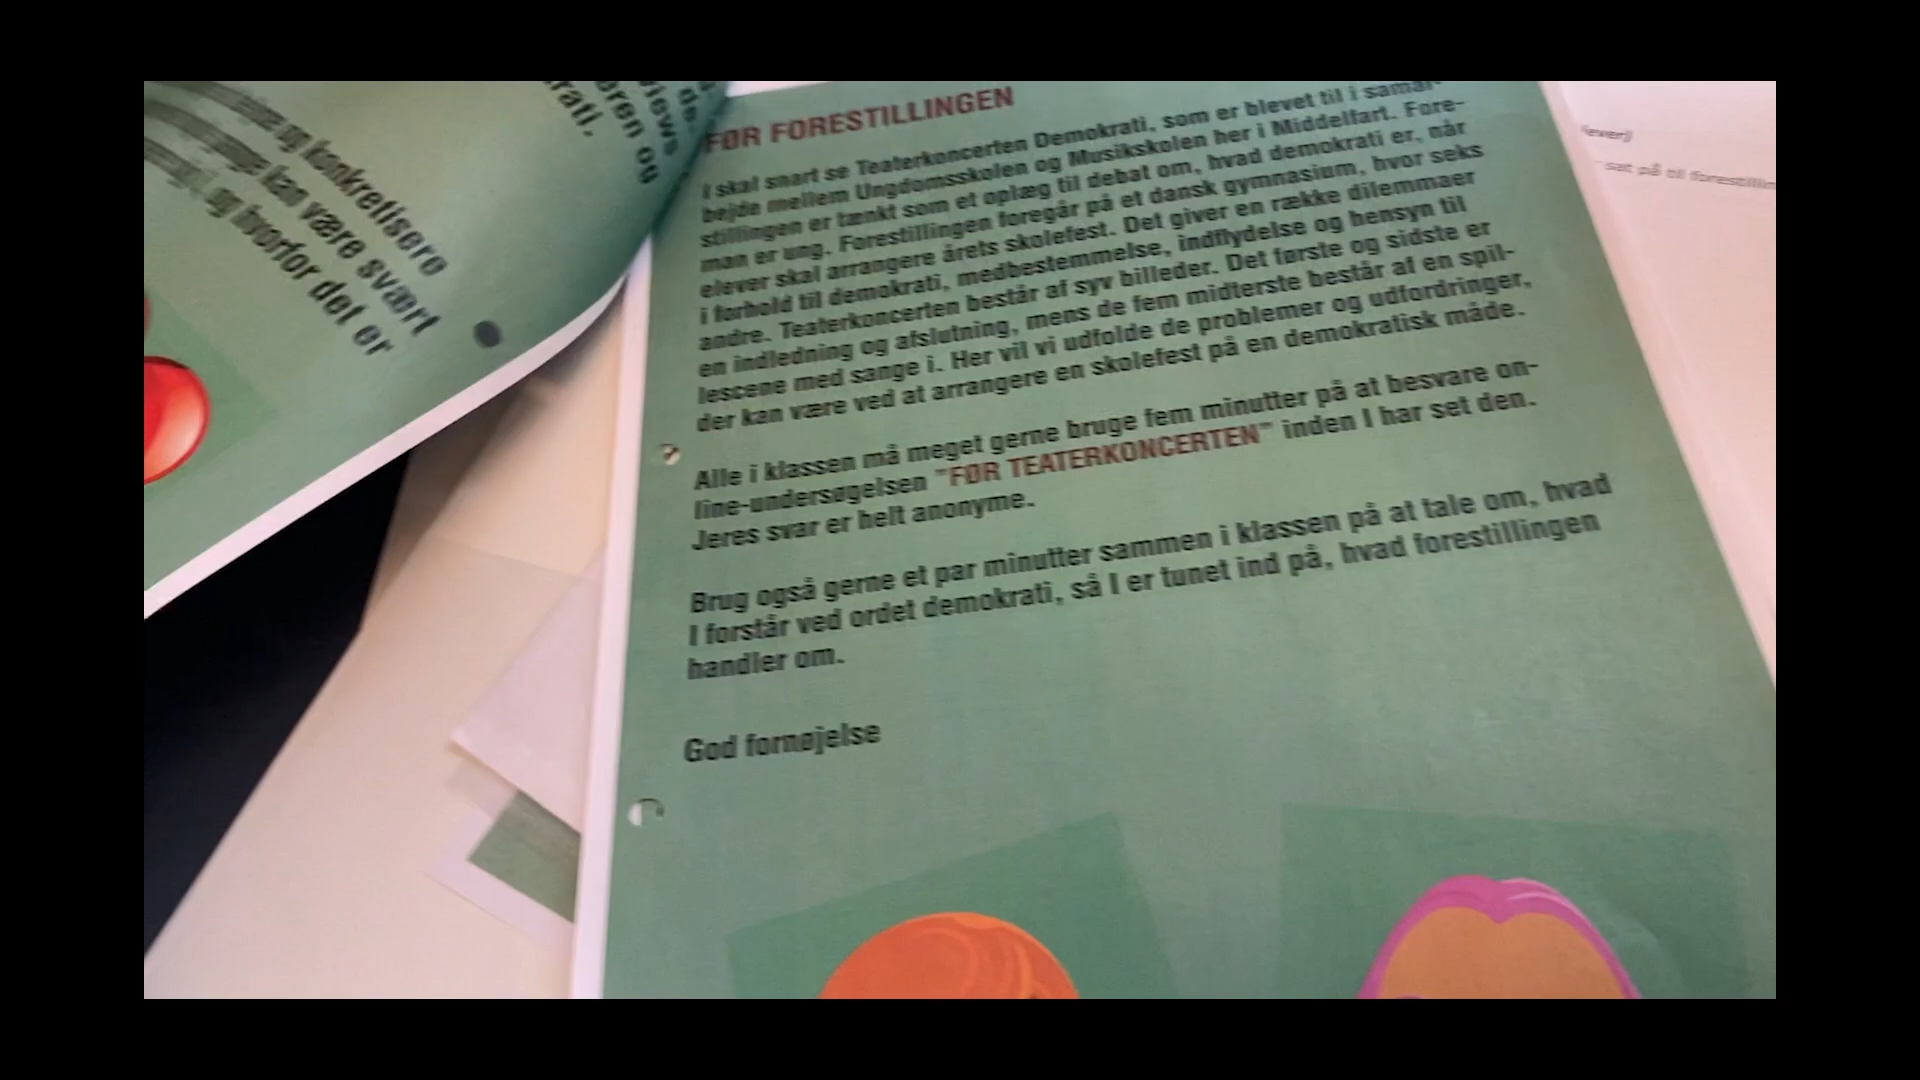 og konkretisere
kan være svært
og hvorfor det er
krati.
FØR FORESTILLINGEN
I skal snart se Teaterkoncerten Demokrati, som er blevet til i samar-
bejde mellem Ungdomsskolen og Musikskolen her i Middelfart. Fore-
stillingen er tænkt som et oplæg til debat om, hvad demokrati er, når
man er ung. Forestillingen foregår på et dansk gymnasium, hvor seks
elever skal arrangere årets skolefest. Det giver en række dilemmaer
i forhold til demokrati, medbestemmelse, indflydelse og hensyn til
andre. Teaterkoncerten består af syv billeder. Det første og sidste er
en indledning og afslutning, mens de fem midterste består af en spil-
lescene med sange i. Her vil vi udfolde de problemer og udfordringer,
der kan være ved at arrangere en skolefest på en demokratisk måde.
Alle i klassen må meget gerne bruge fem minutter på at besvare on-
line-undersøgelsen "FØR TEATERKONCERTEN" inden I har set den.
Jeres svar er helt anonyme.
Brug også gerne et par minutter sammen i klassen på at tale om, hvad
I forstår ved ordet demokrati, så I er tunet ind på, hvad forestillingen
handler om.
God fornøjelse